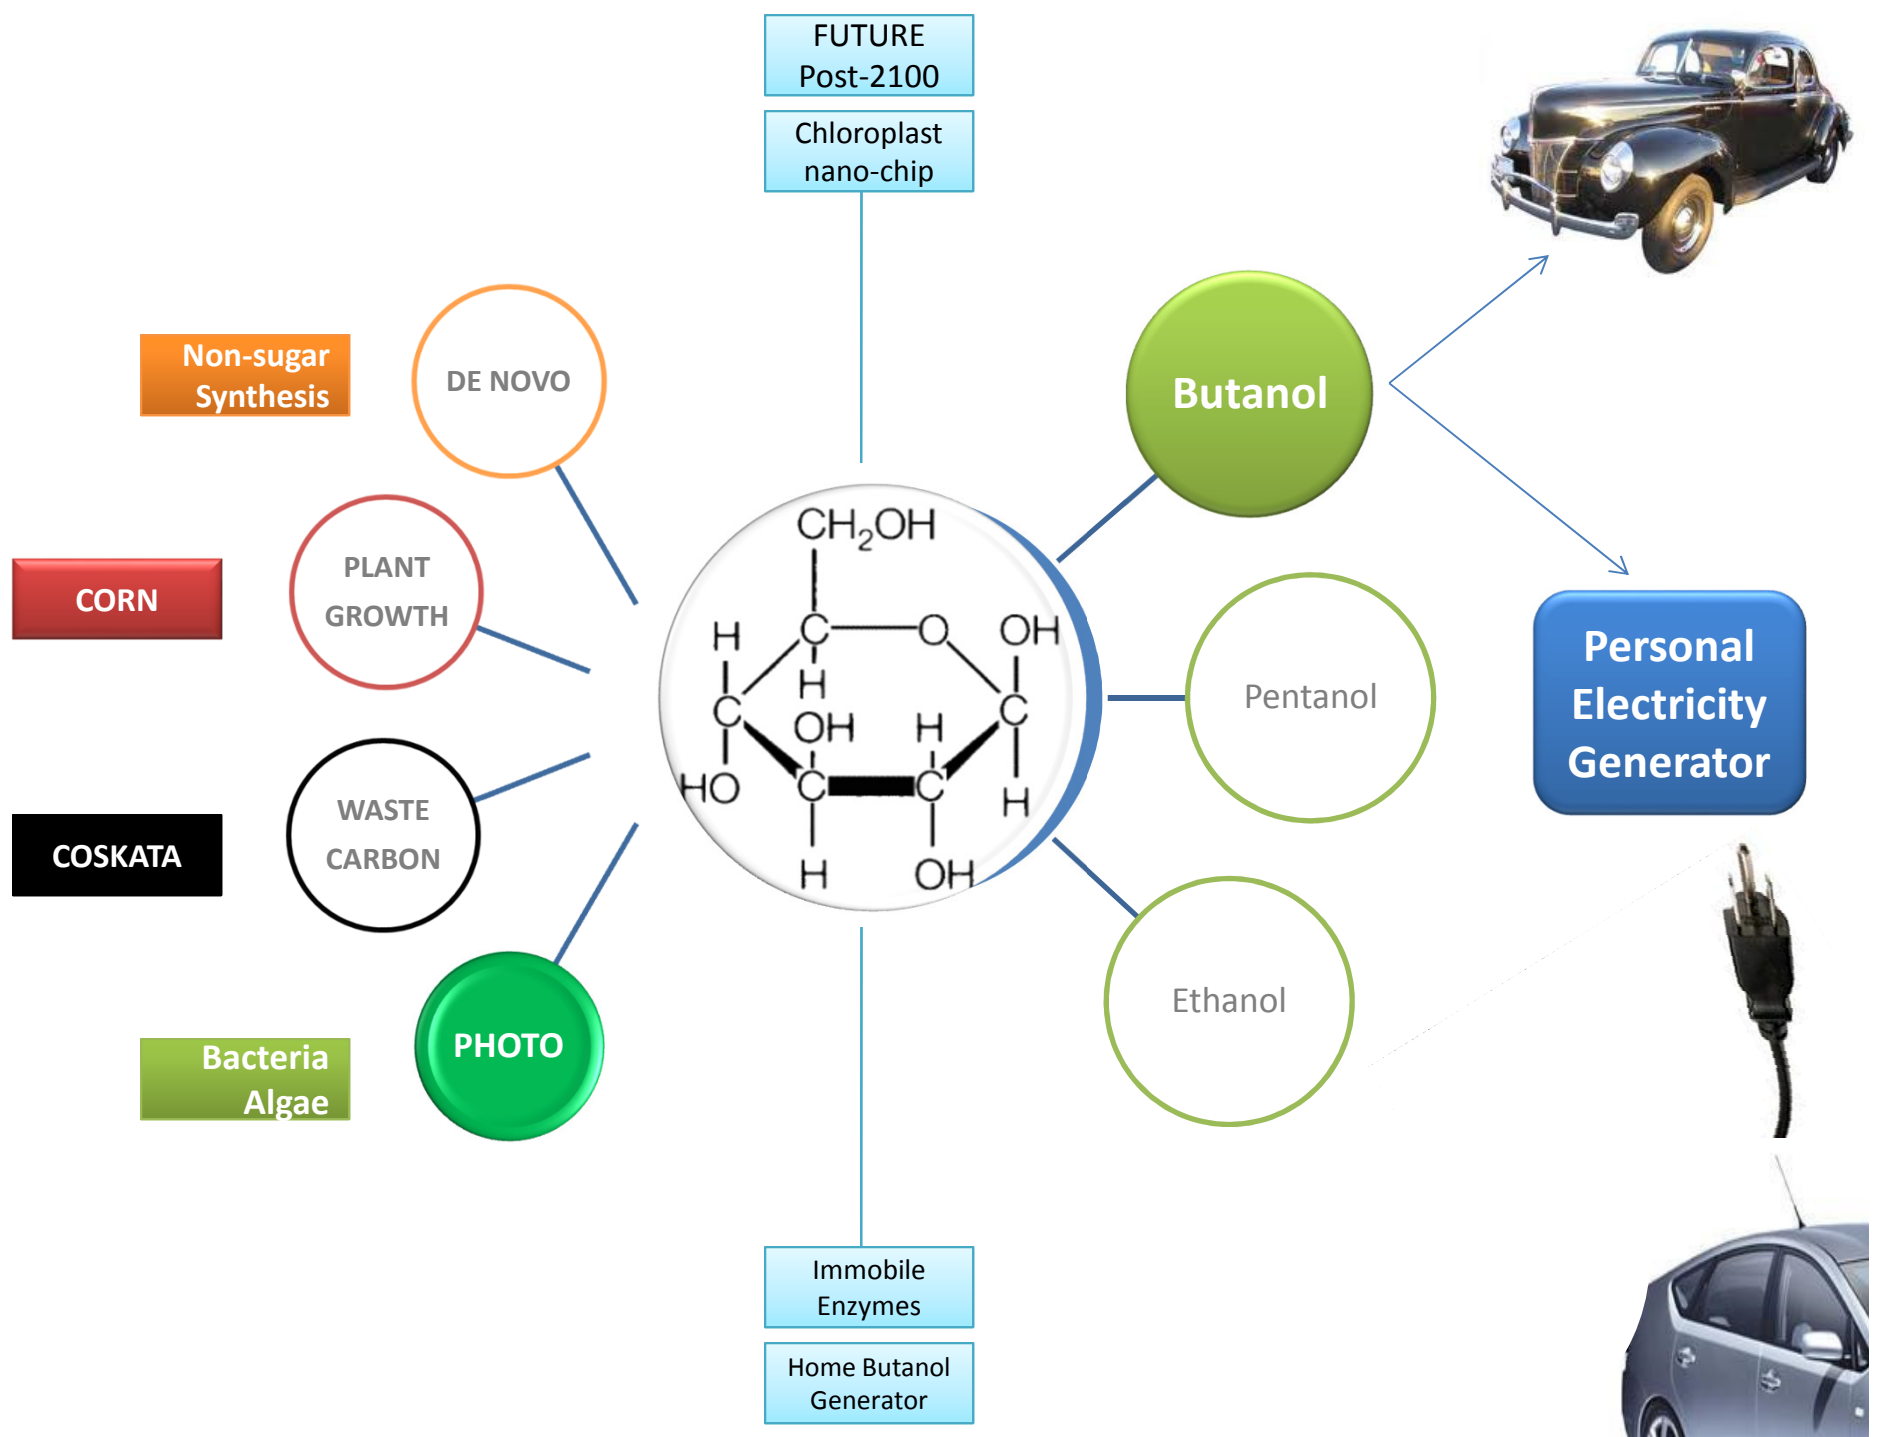 FUTURE
Post-2100
Chloroplast
nano-chip
Non-sugar
Synthesis
DE NOVO
Butanol
CORN
PLANT
GROWTH
CH₂OH
H
C
O
OH
H
H
C
OH
H
C
HO
C
C
H
H
OH
Pentanol
Personal
Electricity
Generator
COSKATA
WASTE
CARBON
Bacteria
Algae
PHOTO
Ethanol
Immobile
Enzymes
Home Butanol
Generator